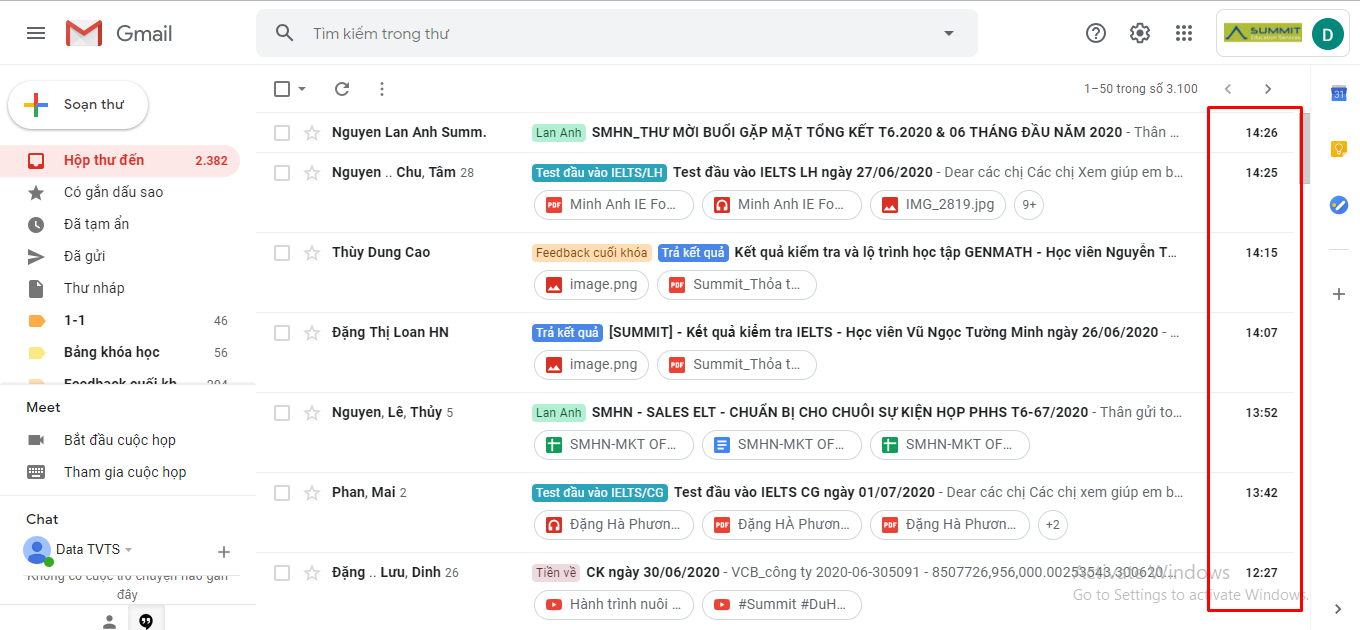 Gmail
Tìm kiếm trong thư
SUMMIT
Education Services
D
Soạn thư
1–50 trong số 3.100
31
Hộp thư đến 2.382
Có gắn dấu sao
Đã tạm ẩn
Đã gửi
Thư nháp
1-1 46
Bảng khóa học 56
Feedback cuối kh 394
Meet
Bắt đầu cuộc họp
Tham gia cuộc họp
Chat
Data TVTS
Không có cuộc trò chuyện nào gần
đây
Nguyen Lan Anh Summ. Lan Anh SMHN_THƯ MỜI BUỔI GẶP MẶT TỔNG KẾT T6.2020 & 06 THÁNG ĐẦU NĂM 2020 - Thân ... 14:26
Nguyen .. Chu, Tâm 28 Test đầu vào IELTS/LH Test đầu vào IELTS LH ngày 27/06/2020 - Dear các chị Các chị Xem giúp em b... 14:25
PDF Minh Anh IE Fo... Minh Anh IE Fo... IMG_2819.jpg 9+
Thùy Dung Cao Feedback cuối khóa Trả kết quả Kết quả kiểm tra và lộ trình học tập GENMATH - Học viên Nguyễn T... 14:15
image.png PDF Summit_Thỏa t...
Đặng Thị Loan HN Trả kết quả [SUMMIT] - Kết quả kiểm tra IELTS - Học viên Vũ Ngọc Tường Minh ngày 26/06/2020 - ... 14:07
image.png PDF Summit_Thỏa t...
Nguyen, Lê, Thủy 5 Lan Anh SMHN - SALES ELT - CHUẨN BỊ CHO CHUỖI SỰ KIỆN HỌP PHHS T6-67/2020 - Thân gửi to... 13:52
SMHN-MKT OF... SMHN-MKT OF... SMHN-MKT OF...
Phan, Mai 2 Test đầu vào IELTS/CG Test đầu vào IELTS CG ngày 01/07/2020 - Dear các chị Các chị xem giúp em b... 13:42
Đặng Hà Phươn... PDF Đặng HÀ Phươn... PDF Đặng Hà Phươn... +2
Đặng .. Lưu, Dinh 26 Tiền về CK ngày 30/06/2020 - VCB_công ty 2020-06-305091 - 8507726,956,000.00253543,300620... 12:27
Hành trình nuôi ... #Summit #DuH...
Activate Windows
Go to Settings to activate Windows.